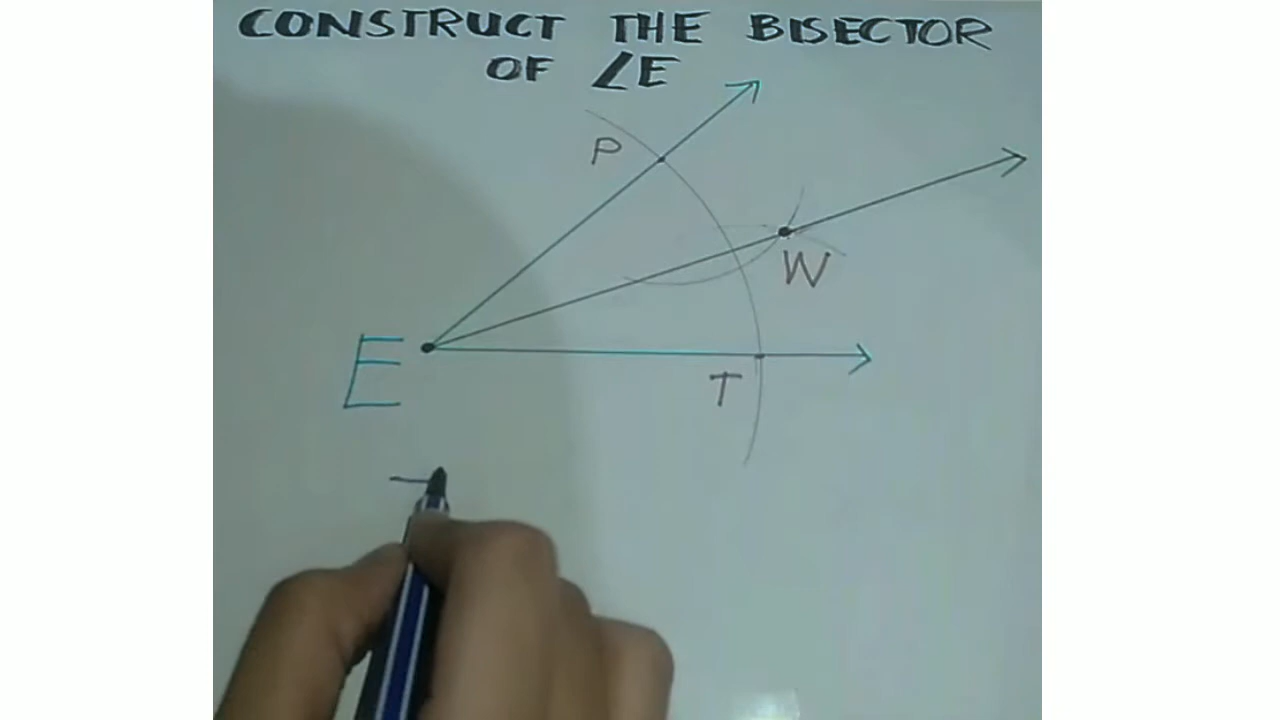 CONSTRUCT THE BISECTOR
OF ∠E
P
W
E
T